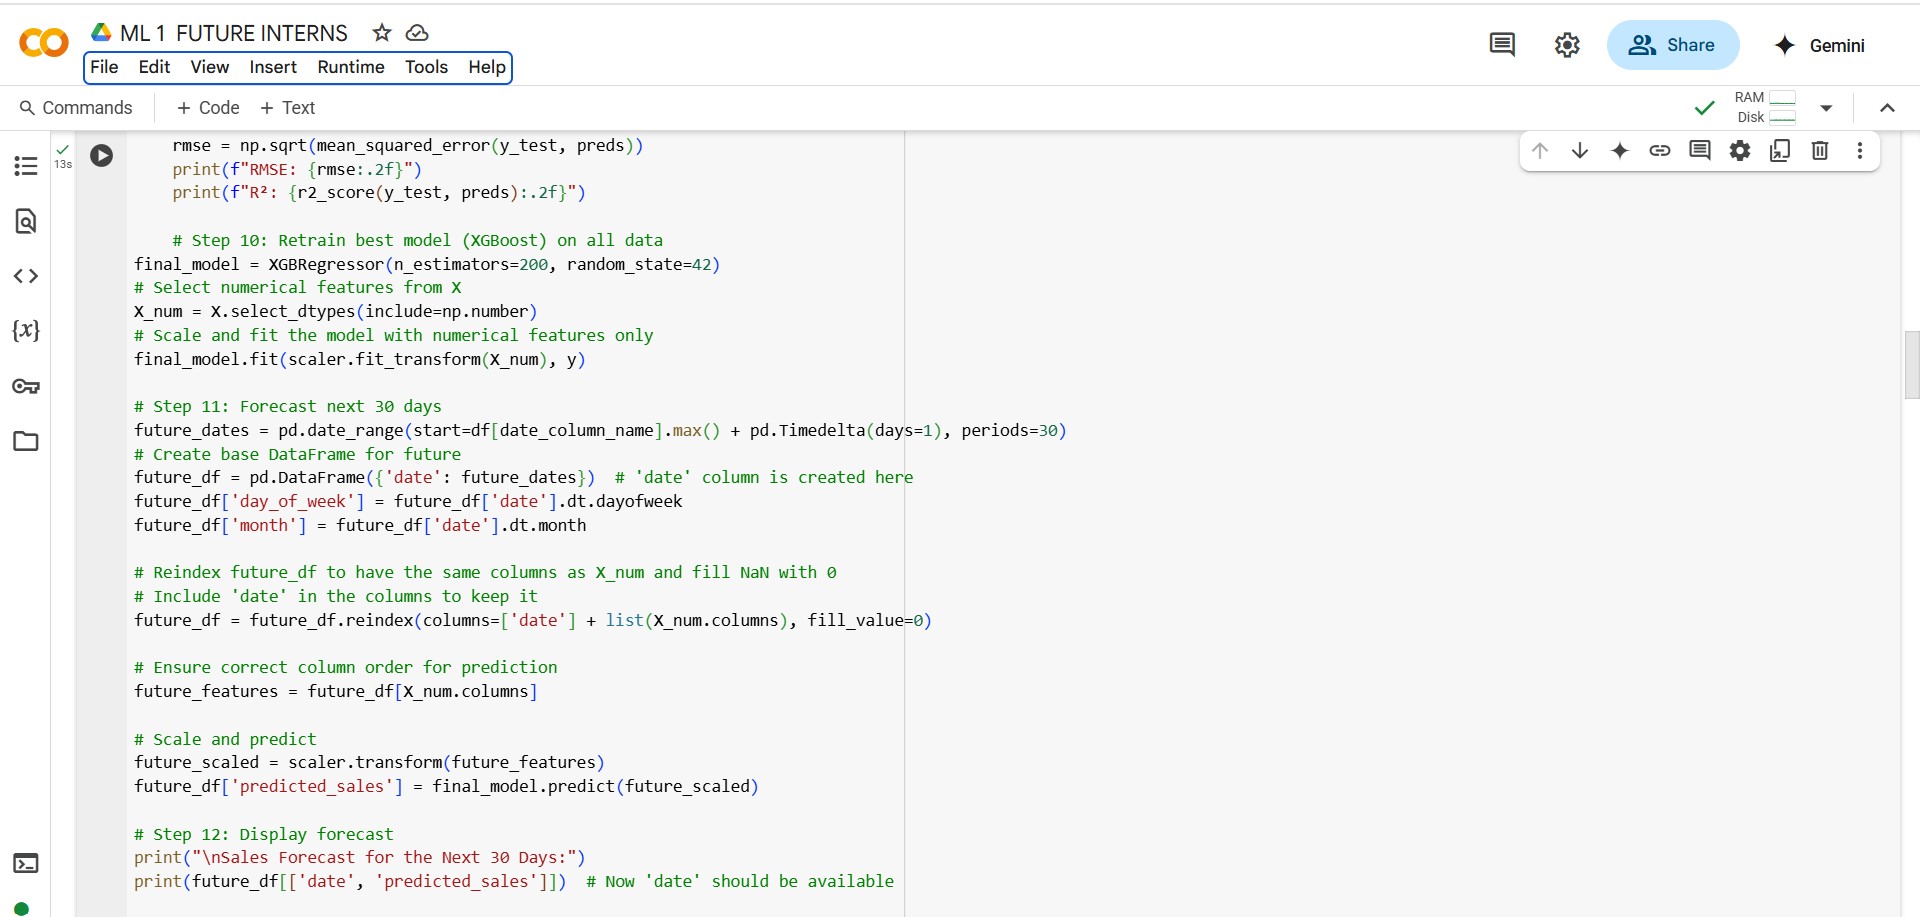 ML 1 FUTURE INTERNS
File Edit View Insert Runtime Tools Help
Share
Gemini
Commands
+ Code + Text
RAM
Disk
13s
rmse = np.sqrt(mean_squared_error(y_test, preds))
print(f"RMSE: {rmse:.2f}")
print(f"R²: {r2_score(y_test, preds):.2f}")
# Step 10: Retrain best model (XGBoost) on all data
final_model = XGBRegressor(n_estimators=200, random_state=42)
# Select numerical features from X
X_num = X.select_dtypes(include=np.number)
# Scale and fit the model with numerical features only
final_model.fit(scaler.fit_transform(X_num), y)
# Step 11: Forecast next 30 days
future_dates = pd.date_range(start=df[date_column_name].max() + pd.Timedelta(days=1), periods=30)
# Create base DataFrame for future
future_df = pd.DataFrame({'date': future_dates})  # 'date' column is created here
future_df['day_of_week'] = future_df['date'].dt.dayofweek
future_df['month'] = future_df['date'].dt.month
# Reindex future_df to have the same columns as X_num and fill NaN with 0
# Include 'date' in the columns to keep it
future_df = future_df.reindex(columns=['date'] + list(X_num.columns), fill_value=0)
# Ensure correct column order for prediction
future_features = future_df[X_num.columns]
# Scale and predict
future_scaled = scaler.transform(future_features)
future_df['predicted_sales'] = final_model.predict(future_scaled)
# Step 12: Display forecast
print("\nSales Forecast for the Next 30 Days:")
print(future_df[['date', 'predicted_sales']])  # Now 'date' should be available